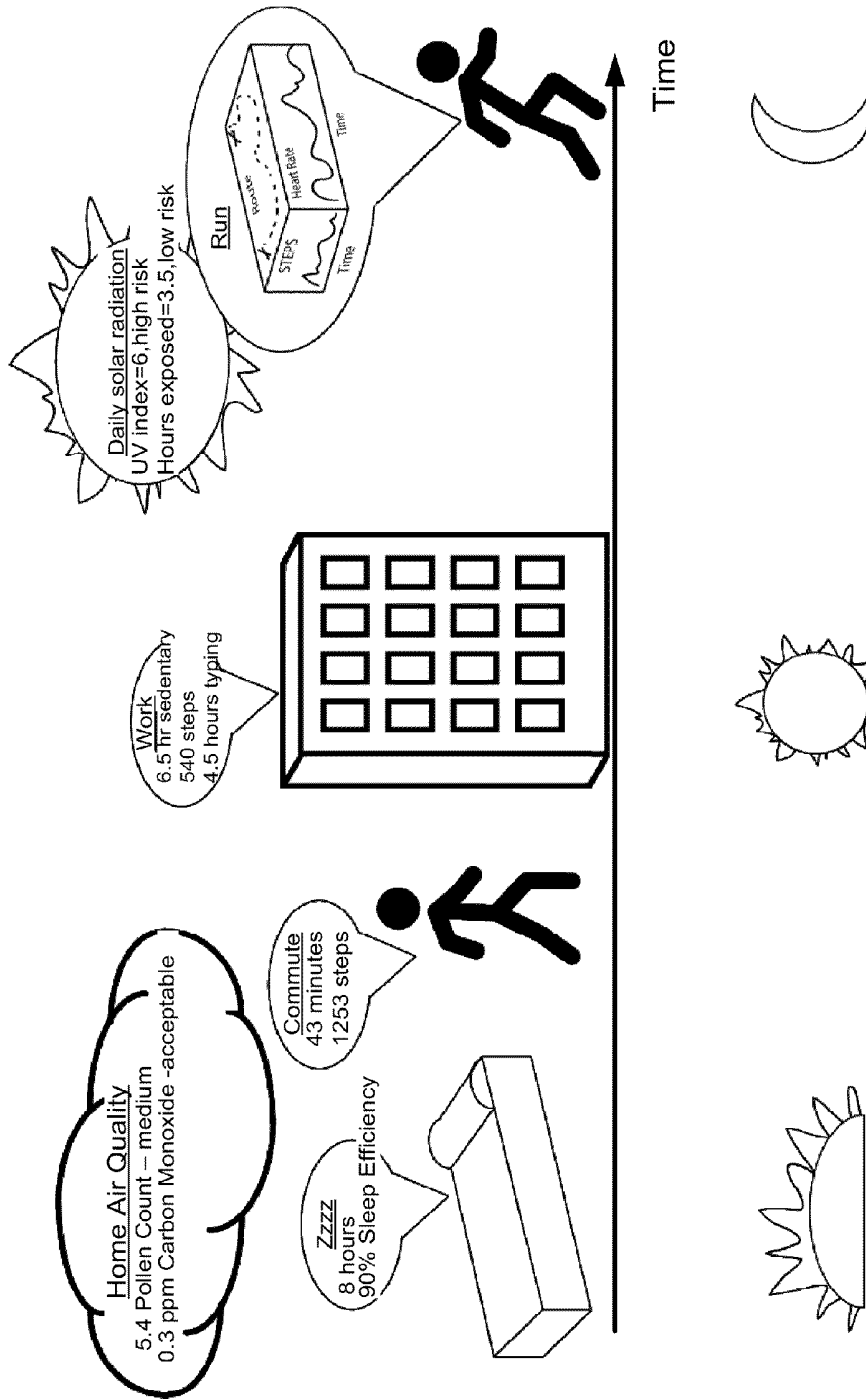 Home Air Quality
5.4 Pollen Count – medium
0.3 ppm Carbon Monoxide -acceptable
Zzzz
8 hours
90% Sleep Efficiency
Commute
43 minutes
1253 steps
Work
6.5 hr sedentary
540 steps
4.5 hours typing
Daily solar radiation
UV index=6,high risk
Hours exposed=3.5,low risk
Run
Route
STEPS
Heart Rate
Time
Time
Time